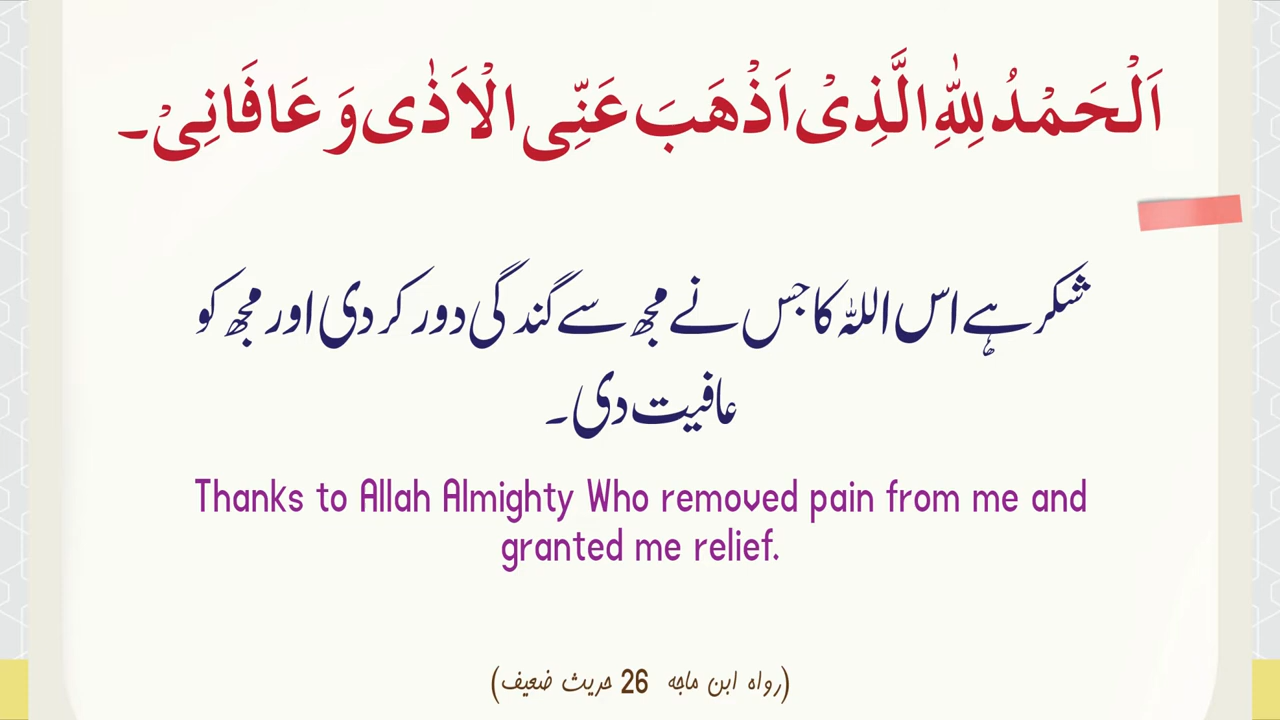 اَلْحَمْدُ لِلّٰهِ الَّذِیْ اَذْهَبَ عَنِّی الْاَذٰی وَ عَافَانِیْ۔
شکر ہے اس اللہ کا جس نے مجھ سے گندگی دور کر دی اور مجھ کو
عافیت دی۔
Thanks to Allah Almighty Who removed pain from me and
granted me relief.
(رواہ ابن ماجه 26 حدیث ضعیف)